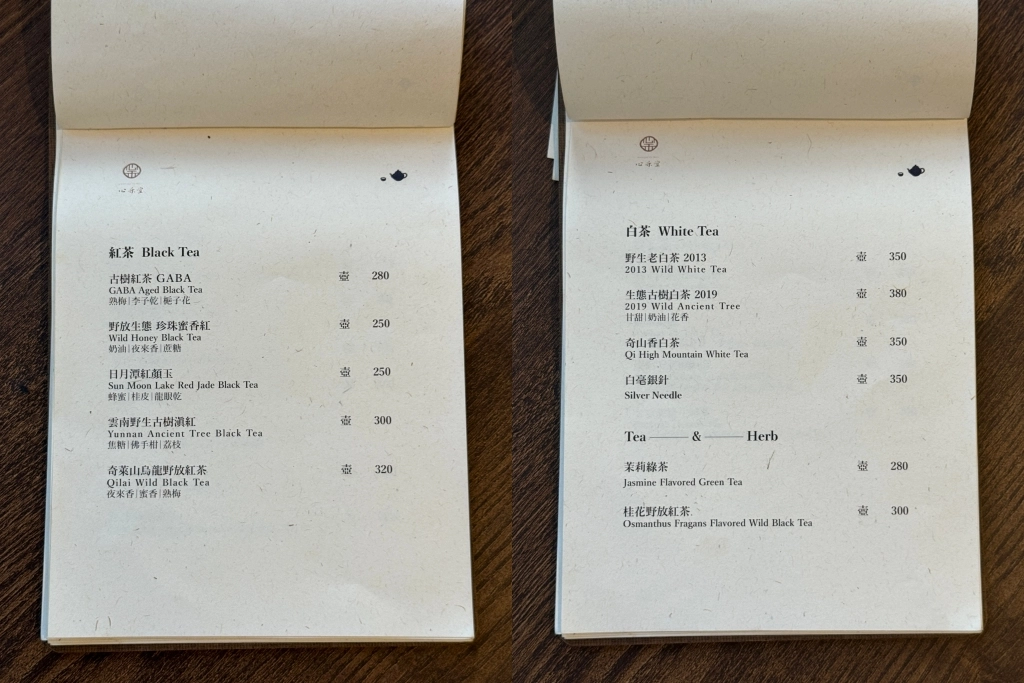 紅茶 Black Tea
古樹紅茶 GABA 壺 280
GABA Aged Black Tea
熟梅|李子乾|梔子花
野放生態 珍珠蜜香紅 壺 250
Wild Honey Black Tea
奶油|夜來香|蔗糖
日月潭紅顏玉 壺 250
Sun Moon Lake Red Jade Black Tea
蜂蜜|桂皮|龍眼乾
雲南野生古樹滇紅 壺 300
Yunnan Ancient Tree Black Tea
焦糖|佛手柑|荔枝
奇萊山烏龍野放紅茶 壺 320
Qilai Wild Black Tea
夜來香|蜜香|熟梅
白茶 White Tea
野生老白茶 2013 壺 350
2013 Wild White Tea
生態古樹白茶 2019 壺 380
2019 Wild Ancient Tree
甘甜|奶油|花香
奇山香白茶 壺 350
Qi High Mountain White Tea
白毫銀針 壺 350
Silver Needle
Tea & Herb
茉莉綠茶 壺 280
Jasmine Flavored Green Tea
桂花野放紅茶 壺 300
Osmanthus Fragans Flavored Wild Black Tea